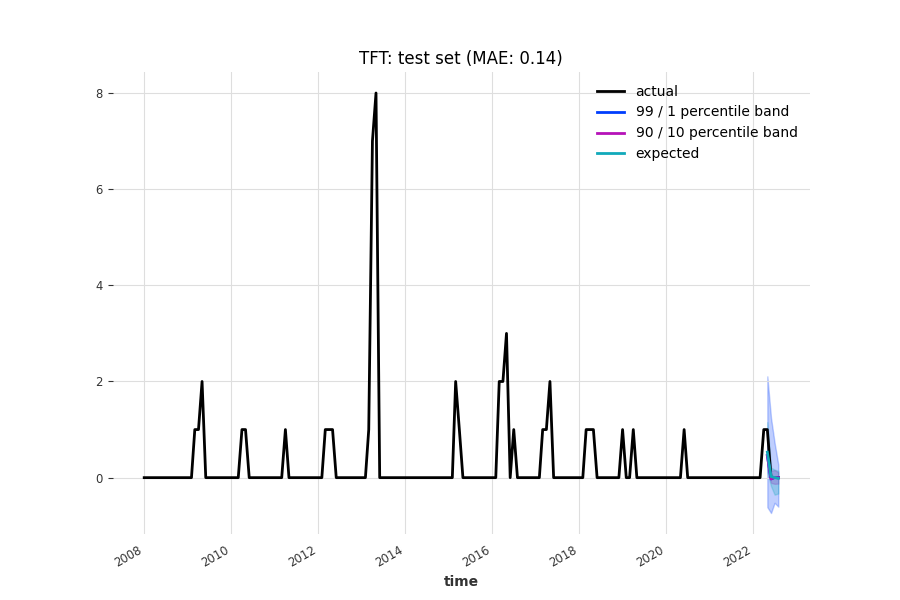 TFT: test set (MAE: 0.14)
actual
99 / 1 percentile band
90 / 10 percentile band
expected
8
6
4
2
0
2008
2010
2012
2014
2016
2018
2020
2022
time